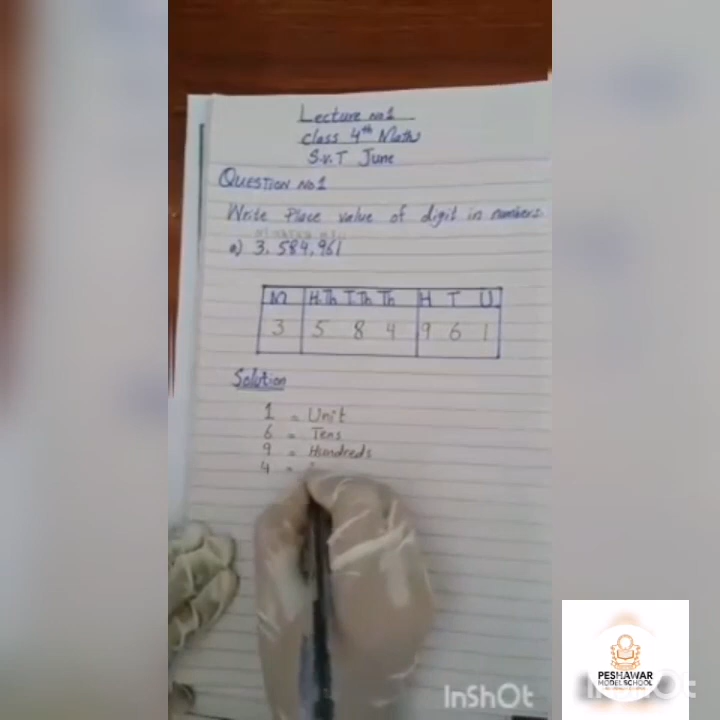 Lecture no 1
class 4th Math
S.V.T June
QUESTION No 1
Write Place value of digit in numbers.
a) 3,584,961
M H.Th T.Th Th H T U
3 5 8 4 9 6 1
Solution
1 = Unit
6 = Tens
9 = Hundreds
4 =
PESHAWAR
MODEL SCHOOL
InShOt